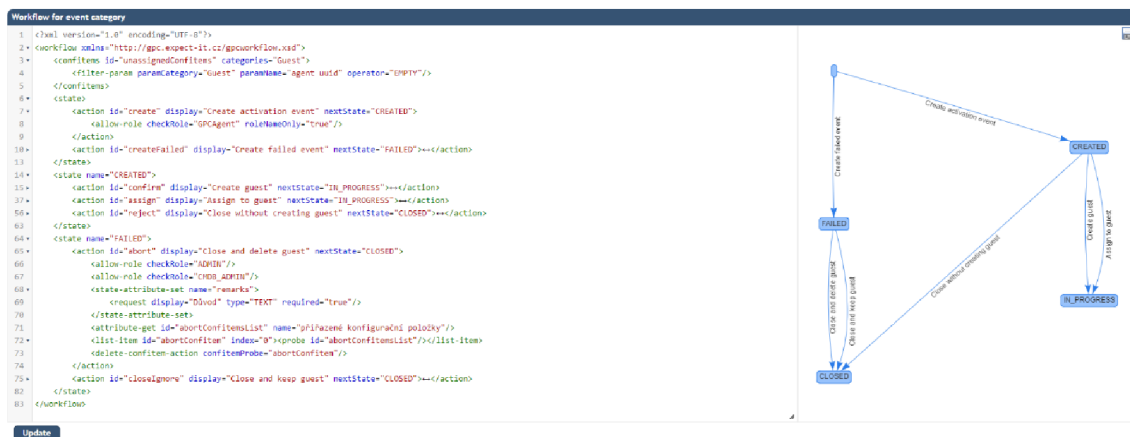 Workflow for event category
1 <?xml version="1.0" encoding="UTF-8"?>
2 <workflow xmlns="http://gpc.expect-it.cz/gpcworkflow.xsd">
3 <confitems id="unassignedConfitems" categories="Guest">
4 <filter-param paramCategory="Guest" paramName="agent uuid" operator="EMPTY"/>
5 </confitems>
6 <state>
7 <action id="create" display="Create activation event" nextState="CREATED">
8 <allow-role checkRole="GPCAgent" roleNameOnly="true"/>
9 </action>
10 <action id="createFailed" display="Create failed event" nextState="FAILED">↔</action>
13 </state>
14 <state name="CREATED">
15 <action id="confirm" display="Create guest" nextState="IN_PROGRESS">↔</action>
37 <action id="assign" display="Assign to guest" nextState="IN_PROGRESS">↔</action>
56 <action id="reject" display="Close without creating guest" nextState="CLOSED">↔</action>
63 </state>
64 <state name="FAILED">
65 <action id="abort" display="Close and delete guest" nextState="CLOSED">
66 <allow-role checkRole="ADMIN"/>
67 <allow-role checkRole="CMDB_ADMIN"/>
68 <state-attribute-set name="remarks">
69 <request display="Důvod" type="TEXT" required="true"/>
70 </state-attribute-set>
71 <attribute-get id="abortConfitemsList" name="přiřazené konfigurační položky"/>
72 <list-item id="abortConfitem" index="0"><probe id="abortConfitemsList"/></list-item>
73 <delete-confitem-action confitemProbe="abortConfitem"/>
74 </action>
75 <action id="closeIgnore" display="Close and keep guest" nextState="CLOSED">↔</action>
82 </state>
83 </workflow>
Update
Create activation event
Create failed event
CREATED
FAILED
Create guest
Assign to guest
Close without creating guest
Close and delete guest
Close and keep guest
IN_PROGRESS
CLOSED